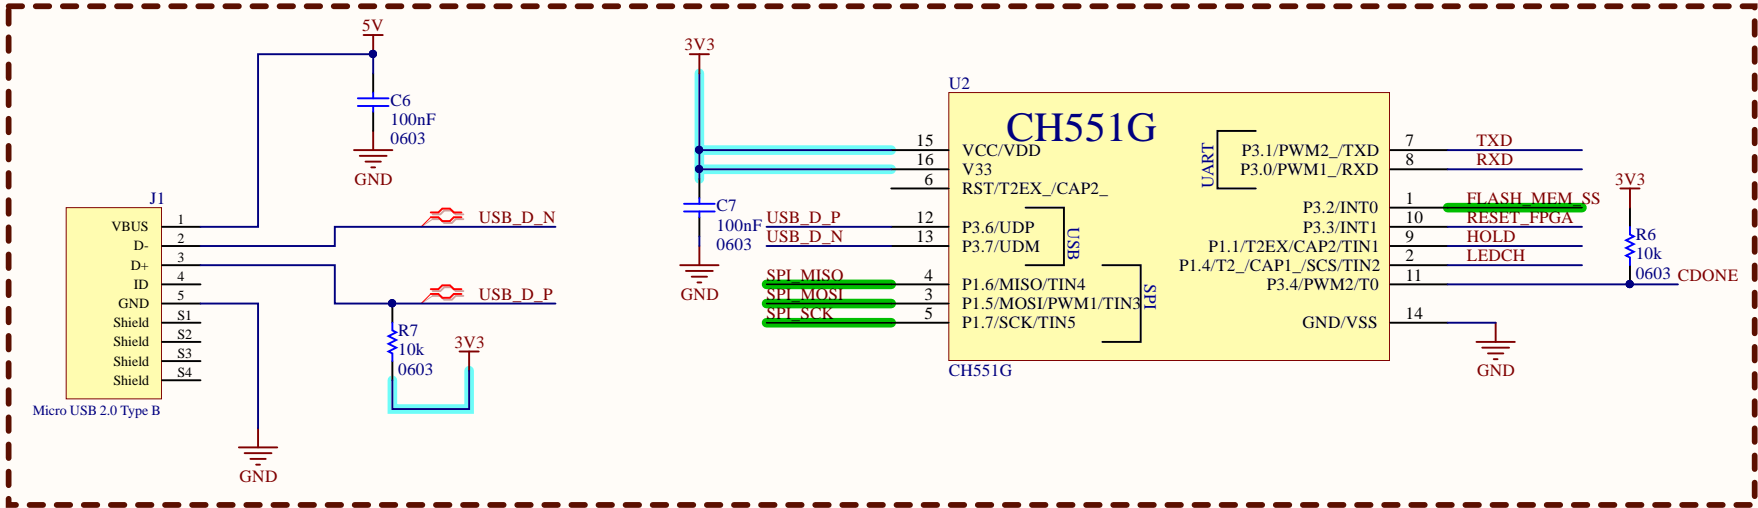 5V
C6
100nF
0603
GND
J1
VBUS 1
D- 2
D+ 3
ID 4
GND 5
Shield S1
Shield S2
Shield S3
Shield S4
Micro USB 2.0 Type B
USB_D_N
USB_D_P
R7
10k
0603
3V3
GND
3V3
C7
100nF
0603
GND
U2
CH551G
15 VCC/VDD
16 V33
6 RST/T2EX_/CAP2_
USB_D_P 12 P3.6/UDP
USB_D_N 13 P3.7/UDM
USB
SPI_MISO 4 P1.6/MISO/TIN4
SPI_MOSI 3 P1.5/MOSI/PWM1/TIN3
SPI_SCK 5 P1.7/SCK/TIN5
SPI
UART
P3.1/PWM2_/TXD 7 TXD
P3.0/PWM1_/RXD 8 RXD
P3.2/INT0 1 FLASH_MEM_SS
P3.3/INT1 10 RESET_FPGA
P1.1/T2EX/CAP2/TIN1 9 HOLD
P1.4/T2_/CAP1_/SCS/TIN2 2 LEDCH
P3.4/PWM2/T0 11
GND/VSS 14
CH551G
3V3
R6
10k
0603
CDONE
GND